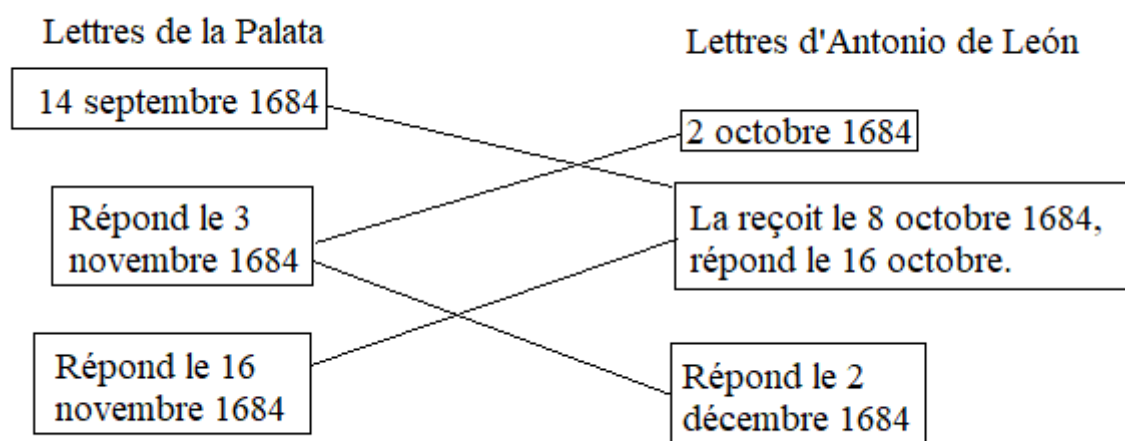 Lettres de la Palata
14 septembre 1684
Répond le 3
novembre 1684
Répond le 16
novembre 1684
Lettres d'Antonio de León
2 octobre 1684
La reçoit le 8 octobre 1684,
répond le 16 octobre.
Répond le 2
décembre 1684